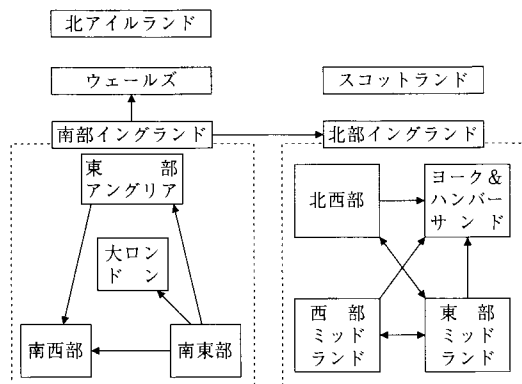 北アイルランド
ウェールズ
スコットランド
南部イングランド
北部イングランド
東部
アングリア
大ロン
ドン
南西部
南東部
北西部
ヨーク&
ハンバー
サンド
西部
ミッド
ランド
東部
ミッド
ランド